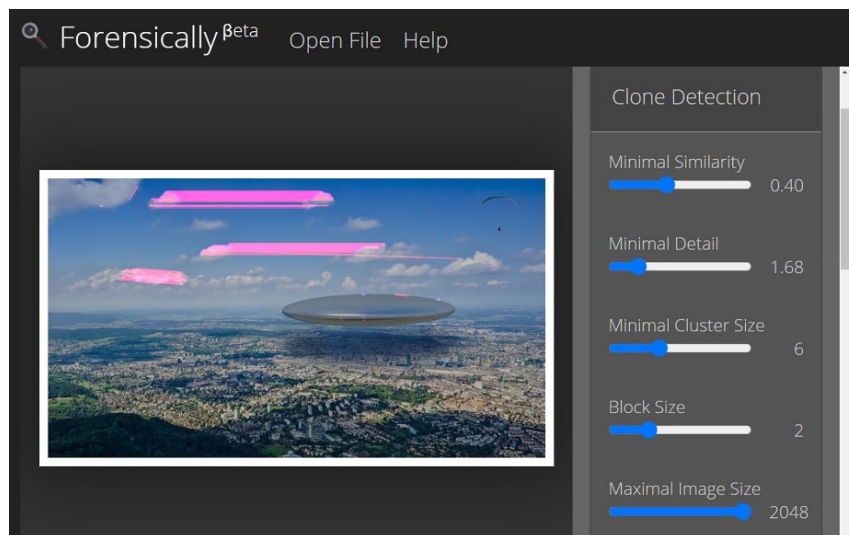 Forensically βeta Open File Help
Clone Detection
Minimal Similarity
0.40
Minimal Detail
1.68
Minimal Cluster Size
6
Block Size
2
Maximal Image Size
2048